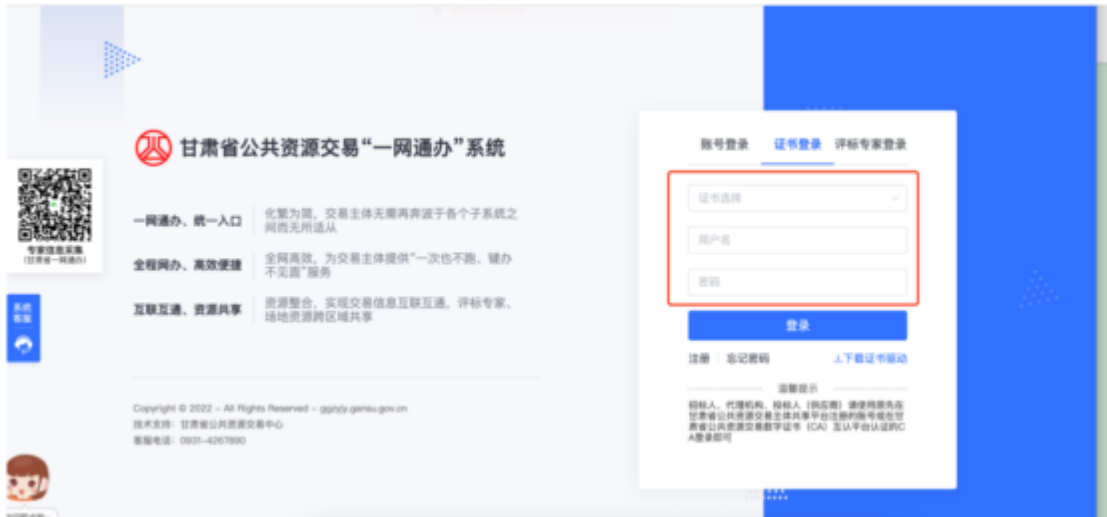 甘肃省公共资源交易“一网通办”系统
一网通办、统一入口
化繁为简，交易主体无需再奔波于各个子系统之
间而无所适从
全程网办、高效便捷
全网高效，为交易主体提供“一次也不跑、键办
不见面”服务
互联互通、资源共享
资源整合，实现交易信息互联互通，评标专家、
场地资源跨区域共享
专家信息采集
(甘肃省一网通办)
系统
客服
Copyright © 2022 - All Rights Reserved - ggzyjy.gansu.gov.cn
技术支持：甘肃省公共资源交易中心
客服电话：0931-4267890
账号登录 证书登录 评标专家登录
证书选择
用户名
密码
登录
注册 忘记密码 下载证书驱动
温馨提示
招标人、代理机构、投标人（供应商）请使用原先在
甘肃省公共资源交易主体共享平台注册的账号或在甘
肃省公共资源交易数字证书（CA）互认平台认证的C
A登录即可